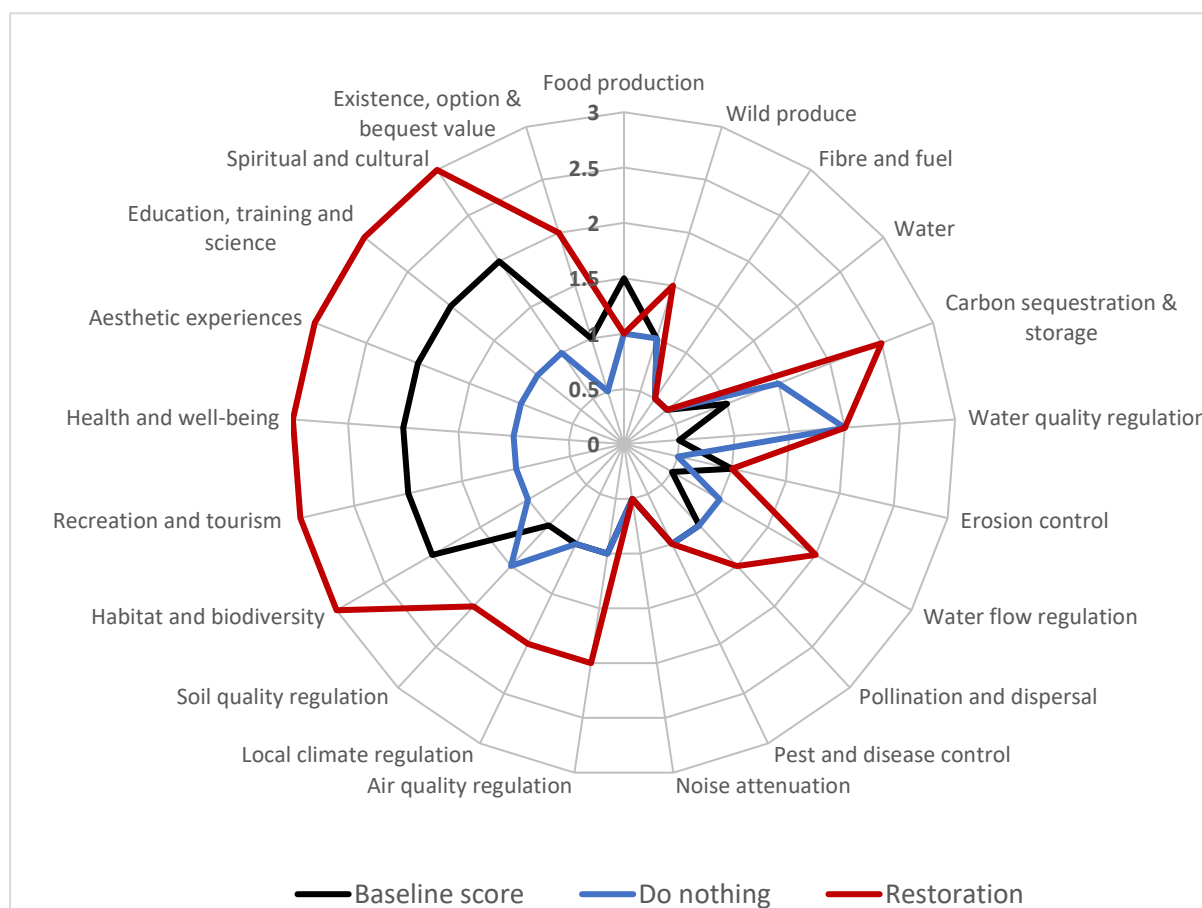 Food production
Existence, option &
bequest value
3
Wild produce
Spiritual and cultural
2.5
Fibre and fuel
Education, training and
science
2
Water
1.5
Aesthetic experiences
1
Carbon sequestration &
storage
0.5
Health and well-being
0
Water quality regulation
Recreation and tourism
Erosion control
Habitat and biodiversity
Water flow regulation
Soil quality regulation
Pollination and dispersal
Local climate regulation
Pest and disease control
Air quality regulation
Noise attenuation
Baseline score
Do nothing
Restoration